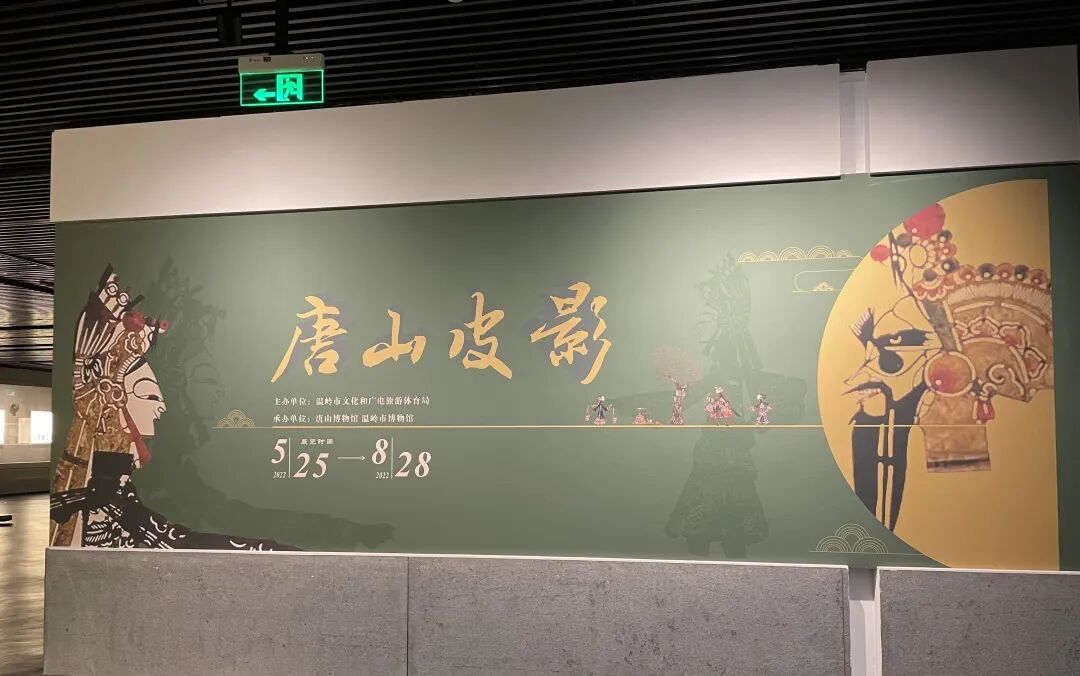 唐山皮影
主办单位：温岭市文化和广电旅游体育局
承办单位：唐山博物馆 温岭市博物馆
展览时间
5 25 → 8 28
2022 2022